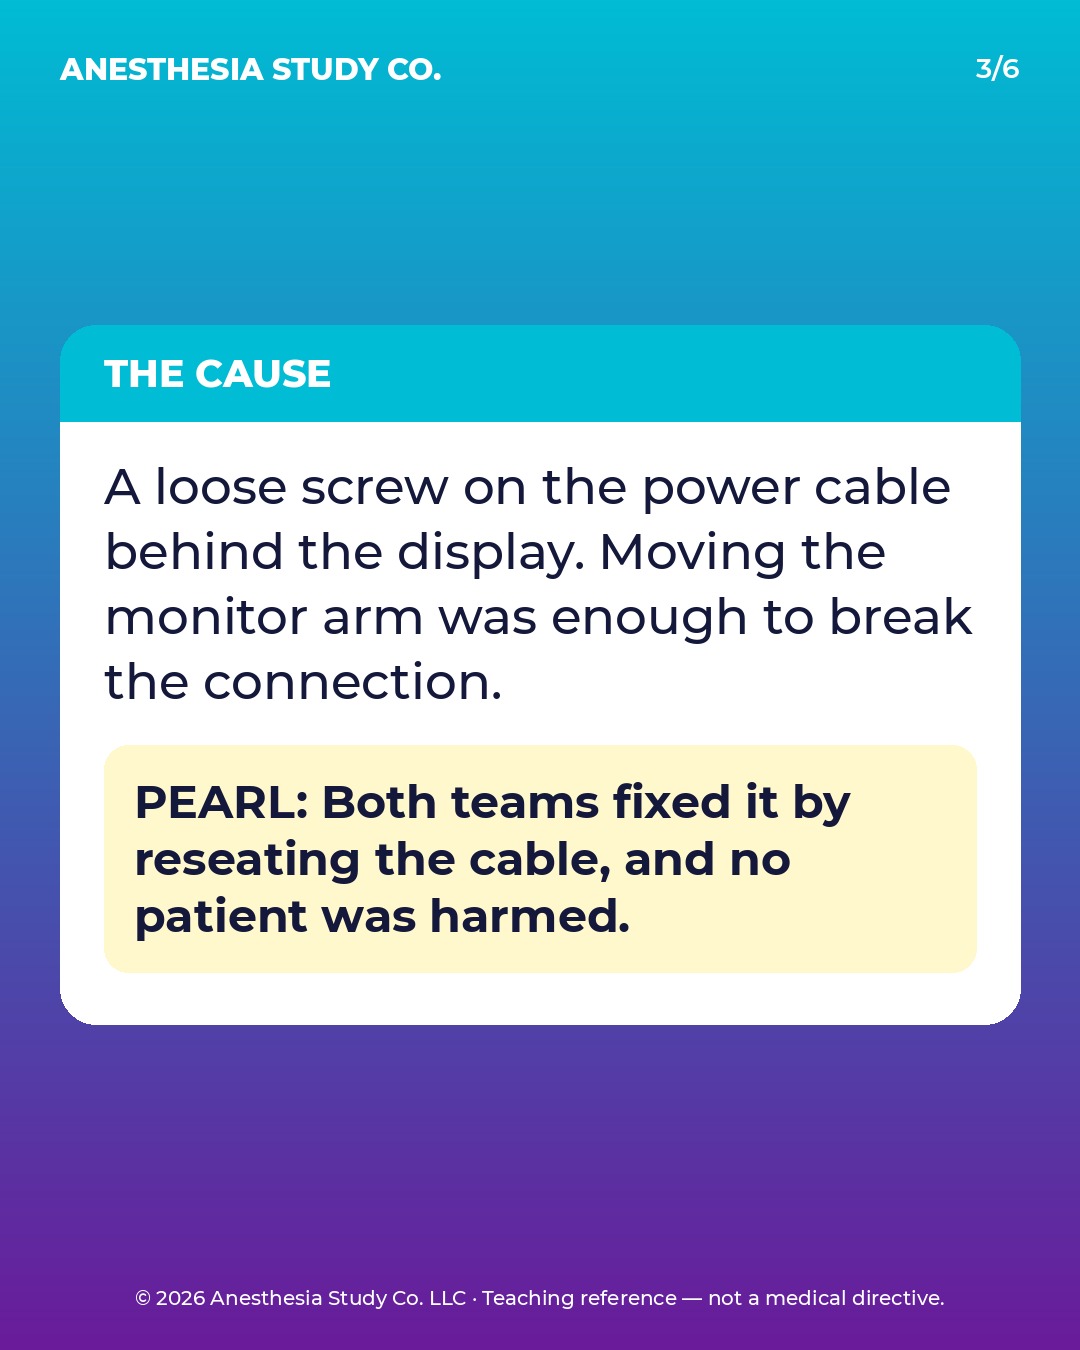 ANESTHESIA STUDY CO.
3/6
THE CAUSE
A loose screw on the power cable
behind the display. Moving the
monitor arm was enough to break
the connection.
PEARL: Both teams fixed it by
reseating the cable, and no
patient was harmed.
© 2026 Anesthesia Study Co. LLC · Teaching reference — not a medical directive.